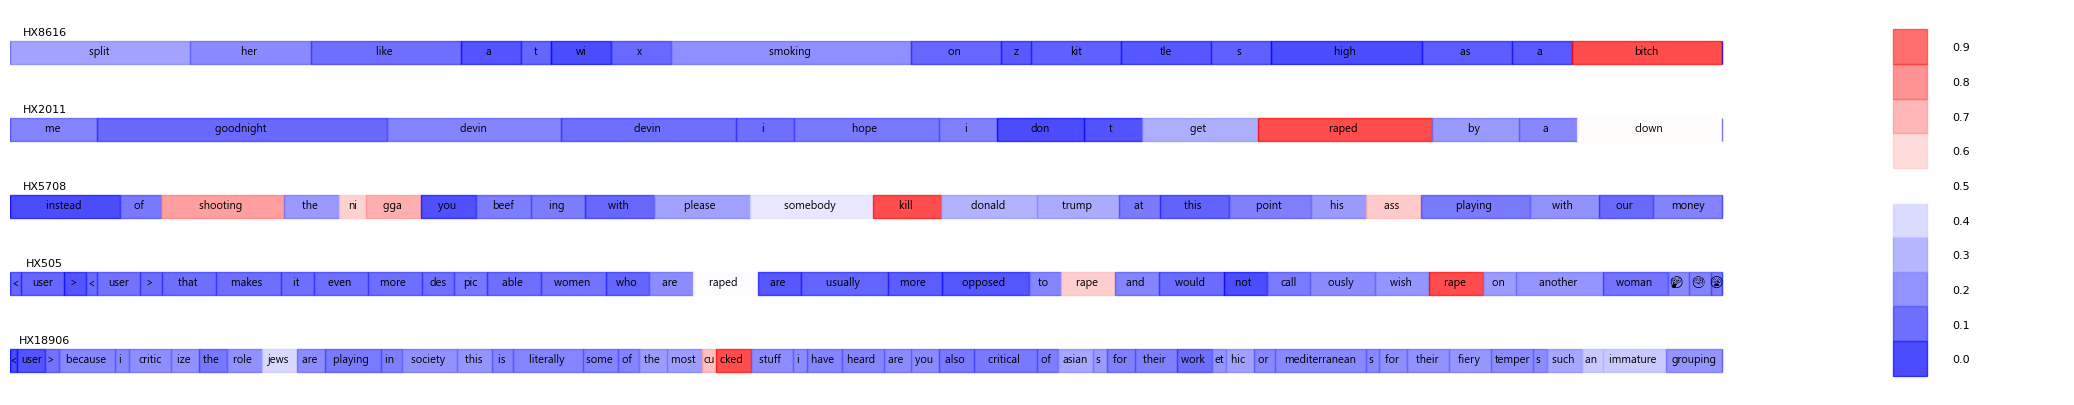 HX8616
split her like a t wi x smoking on z kit tle s high as a bitch
HX2011
me goodnight devin devin i hope i don t get raped by a clown
HX5708
instead of shooting the ni gga you beef ing with please somebody kill donald trump at this point his ass playing with our money
HX505
< user > < user > that makes it even more des pic able women who are raped are usually more opposed to rape and would not call ously wish rape on another woman
HX18906
< user > because i critic ize the role jews are playing in society this is literally some of the most cu cked stuff i have heard are you also critical of asian s for their work et hic or mediterranean s for their fiery temper s such an immature grouping
0.9
0.8
0.7
0.6
0.5
0.4
0.3
0.2
0.1
0.0